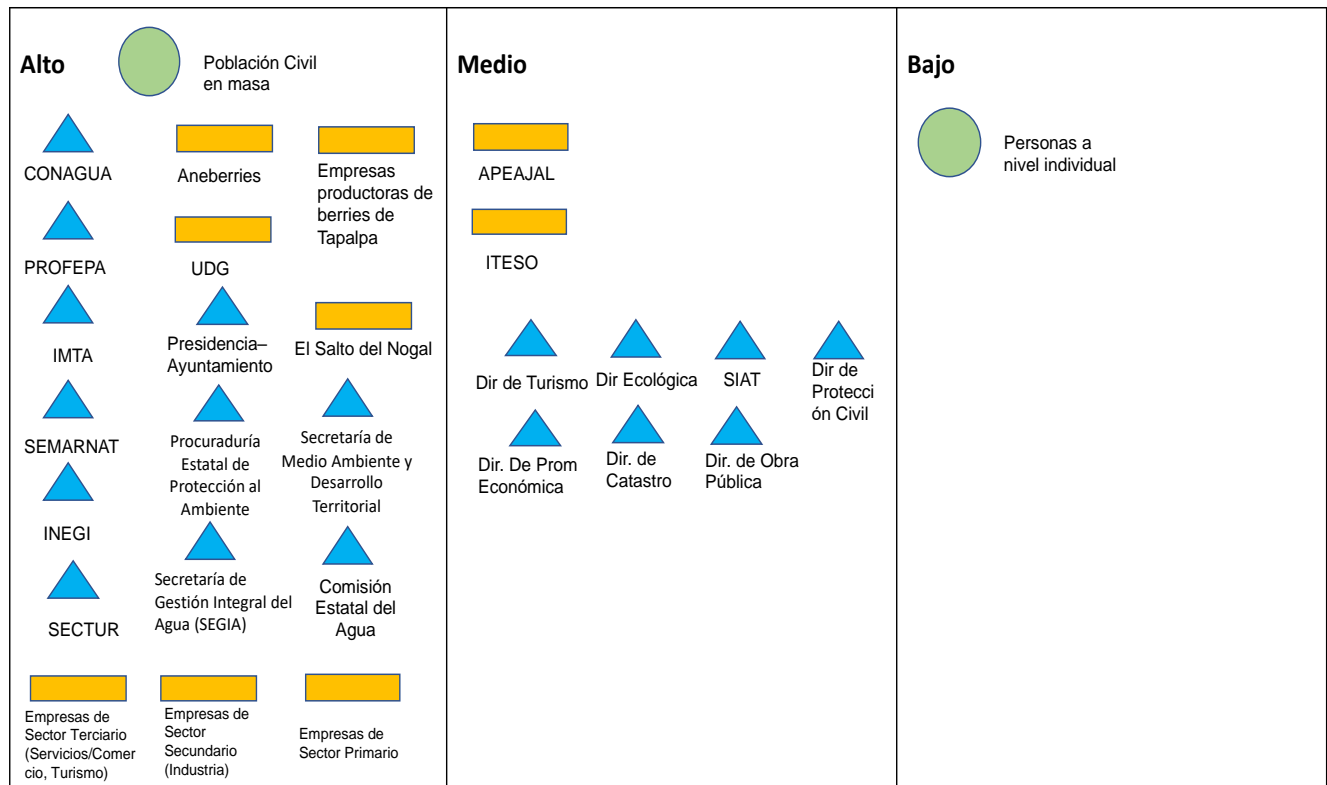 Alto
Población Civil
en masa
CONAGUA
Aneberries
Empresas
productoras de
berries de
Tapalpa
PROFEPA
UDG
IMTA
Presidencia–
Ayuntamiento
El Salto del Nogal
SEMARNAT
Procuraduría
Estatal de
Protección al
Ambiente
Secretaría de
Medio Ambiente y
Desarrollo
Territorial
INEGI
Secretaría de
Gestión Integral del
Agua (SEGIA)
Comisión
Estatal del
Agua
SECTUR
Empresas de
Sector Terciario
(Servicios/Comer
cio, Turismo)
Empresas de
Sector
Secundario
(Industria)
Empresas de
Sector Primario
Medio
APEAJAL
ITESO
Dir de Turismo
Dir Ecológica
SIAT
Dir de
Protecci
ón Civil
Dir. De Prom
Económica
Dir. de
Catastro
Dir. de Obra
Pública
Bajo
Personas a
nivel individual